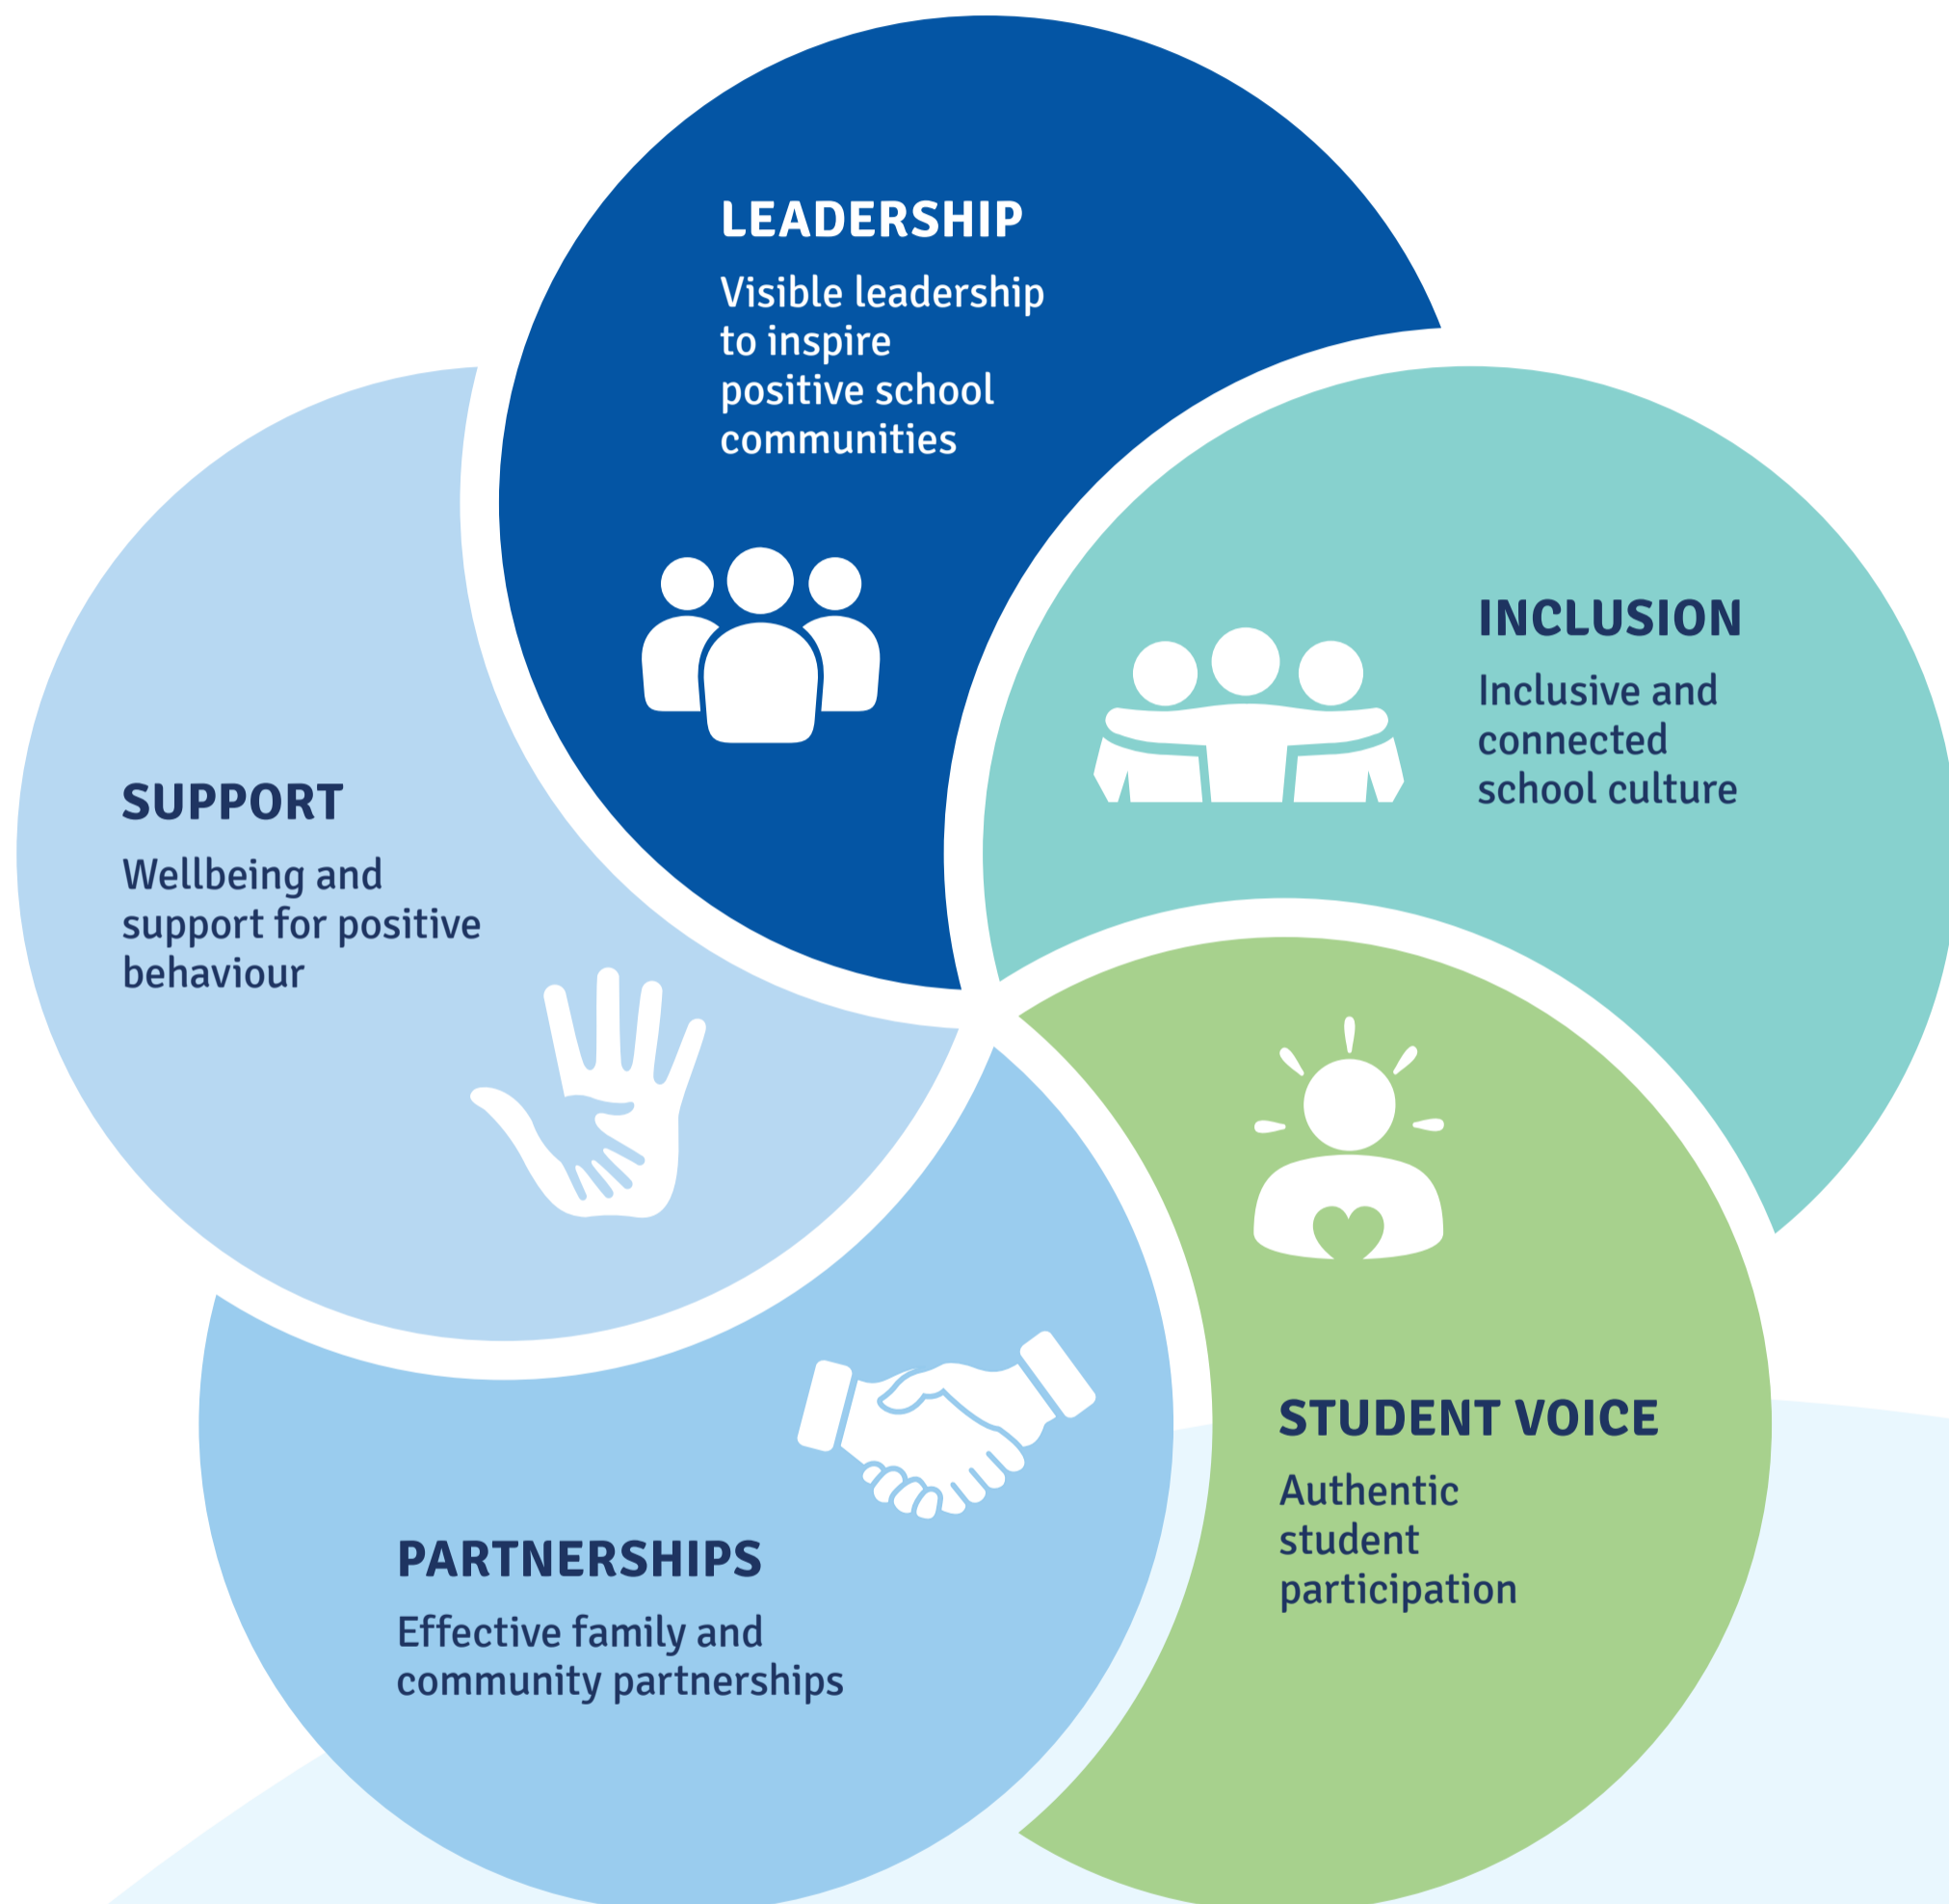 LEADERSHIP
Visible leadership
to inspire
positive school
communities
INCLUSION
Inclusive and
connected
school culture
SUPPORT
Wellbeing and
support for positive
behaviour
STUDENT VOICE
Authentic
student
participation
PARTNERSHIPS
Effective family and
community partnerships